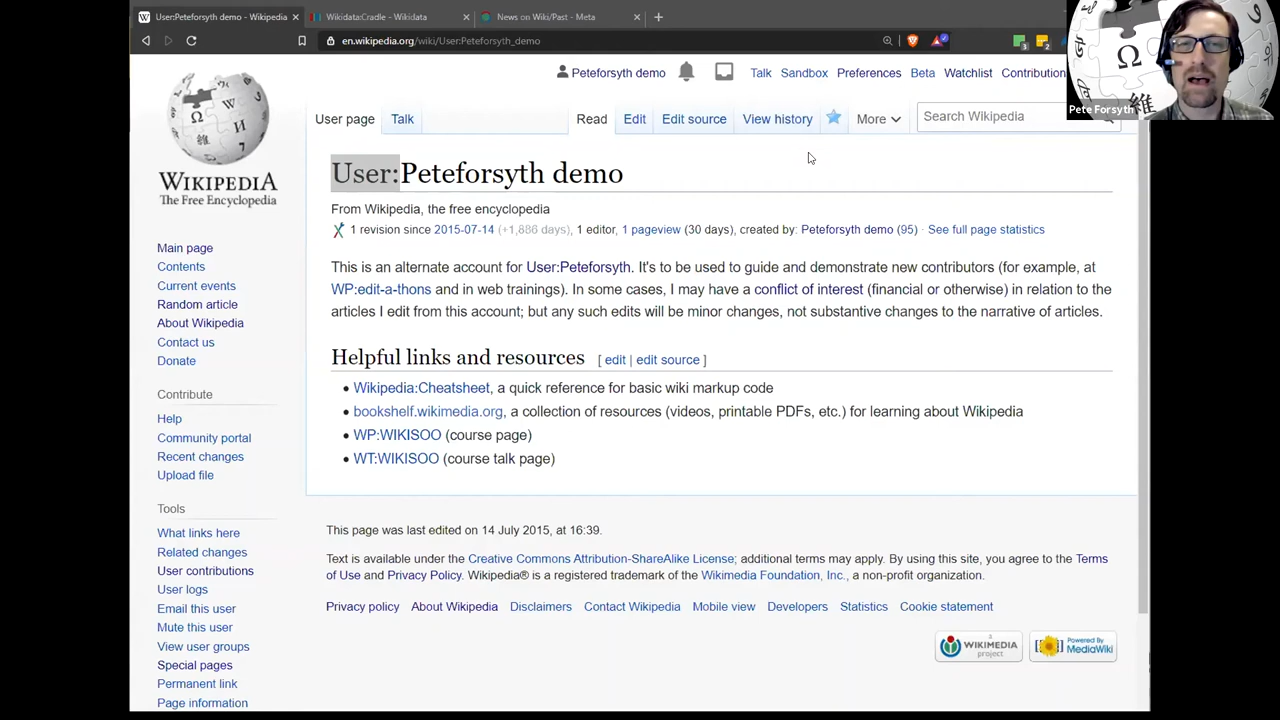 User:Peteforsyth demo - Wikipedia
Wikidata:Cradle - Wikidata
News on Wiki/Past - Meta
en.wikipedia.org/wiki/User:Peteforsyth_demo
3
2
Peteforsyth demo
Talk
Sandbox
Preferences
Beta
Watchlist
Contribution
Pete Forsyth
User page
Talk
Read
Edit
Edit source
View history
More
Search Wikipedia
Ω
W
И
維
Ω
維
WIKIPEDIA
The Free Encyclopedia
User:Peteforsyth demo
From Wikipedia, the free encyclopedia
1 revision since 2015-07-14 (+1,886 days), 1 editor, 1 pageview (30 days), created by: Peteforsyth demo (95) · See full page statistics
This is an alternate account for User:Peteforsyth. It's to be used to guide and demonstrate new contributors (for example, at
WP:edit-a-thons and in web trainings). In some cases, I may have a conflict of interest (financial or otherwise) in relation to the
articles I edit from this account; but any such edits will be minor changes, not substantive changes to the narrative of articles.
Helpful links and resources [ edit | edit source ]
• Wikipedia:Cheatsheet, a quick reference for basic wiki markup code
• bookshelf.wikimedia.org, a collection of resources (videos, printable PDFs, etc.) for learning about Wikipedia
• WP:WIKISOO (course page)
• WT:WIKISOO (course talk page)
Main page
Contents
Current events
Random article
About Wikipedia
Contact us
Donate
Contribute
Help
Community portal
Recent changes
Upload file
Tools
What links here
Related changes
User contributions
User logs
Email this user
Mute this user
View user groups
Special pages
Permanent link
Page information
This page was last edited on 14 July 2015, at 16:39.
Text is available under the Creative Commons Attribution-ShareAlike License; additional terms may apply. By using this site, you agree to the Terms
of Use and Privacy Policy. Wikipedia® is a registered trademark of the Wikimedia Foundation, Inc., a non-profit organization.
Privacy policy
About Wikipedia
Disclaimers
Contact Wikipedia
Mobile view
Developers
Statistics
Cookie statement
A
WIKIMEDIA
project
Powered By
MediaWiki